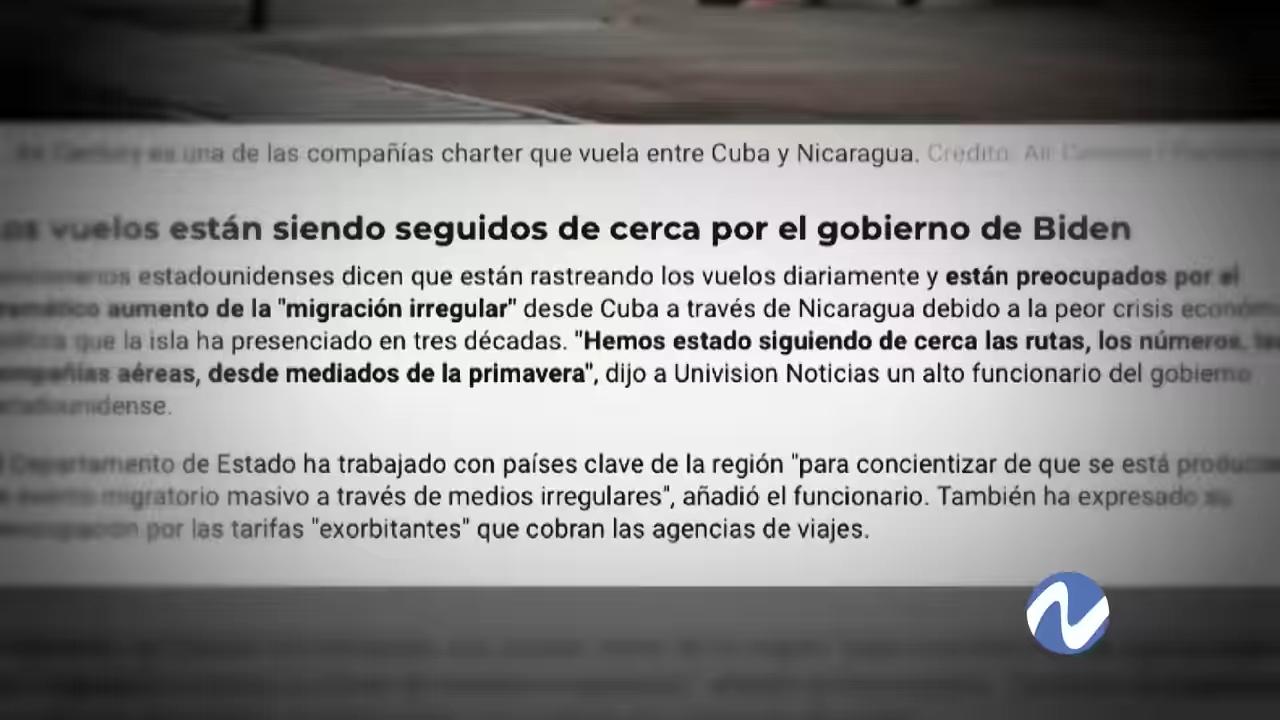 es una de las compañías charter que vuela entre Cuba y Nicaragua. Crédito: Air
vuelos están siendo seguidos de cerca por el gobierno de Biden
estadounidenses dicen que están rastreando los vuelos diariamente y están preocupados por el
aumento de la "migración irregular" desde Cuba a través de Nicaragua debido a la peor crisis
que la isla ha presenciado en tres décadas. "Hemos estado siguiendo de cerca las rutas, los números,
aéreas, desde mediados de la primavera", dijo a Univision Noticias un alto funcionario del gobierno
estadounidense.
Departamento de Estado ha trabajado con países clave de la región "para concientizar de que se está
migratorio masivo a través de medios irregulares", añadió el funcionario. También ha expresado su
por las tarifas "exorbitantes" que cobran las agencias de viajes.